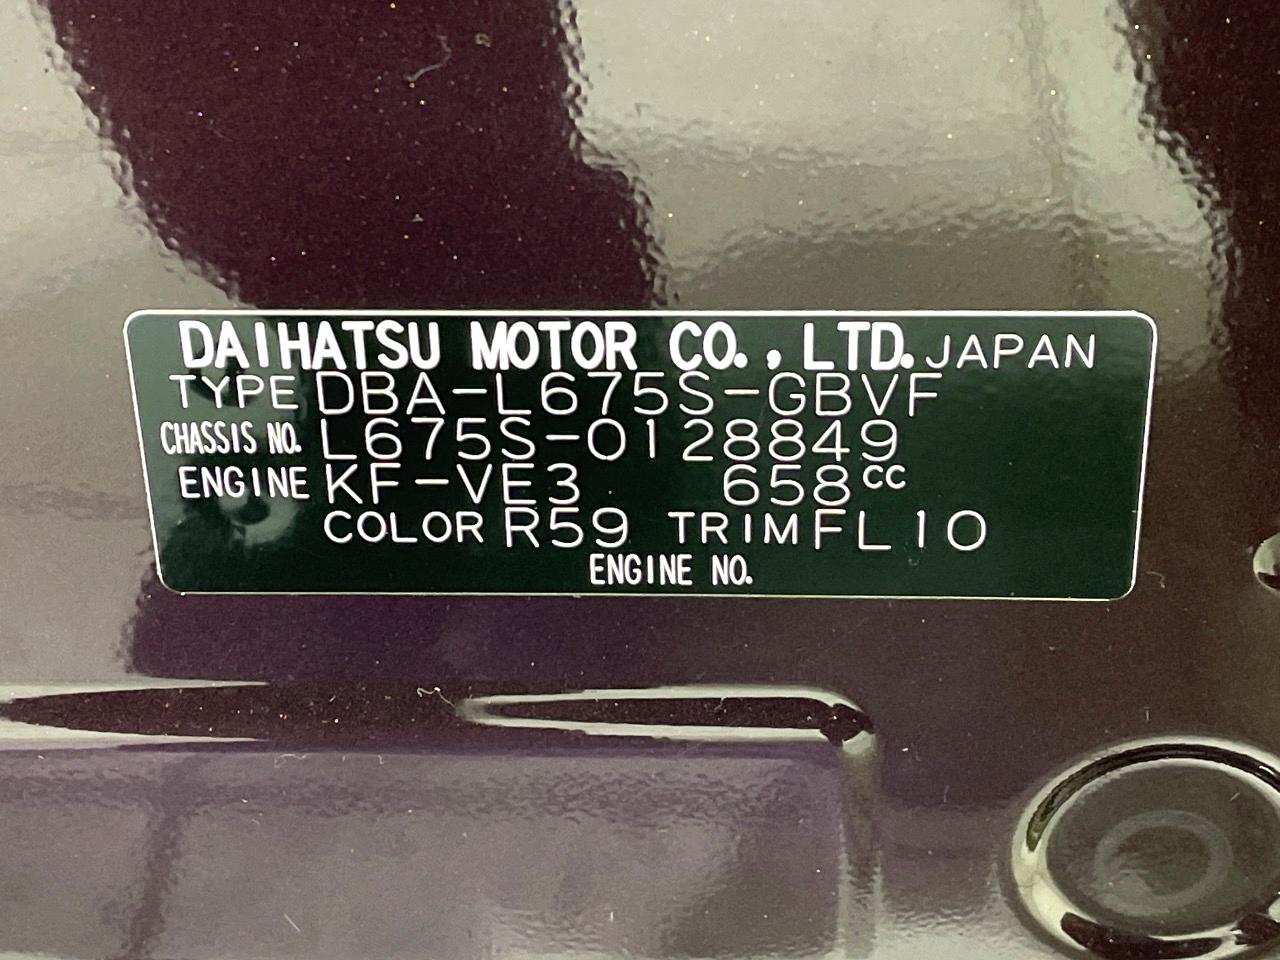 DAIHATSU MOTOR CO., LTD. JAPAN
TYPE DBA-L675S-GBVF
CHASSIS NO. L675S-0128849
ENGINE KF-VE3 658cc
COLOR R59 TRIM FL10
ENGINE NO.